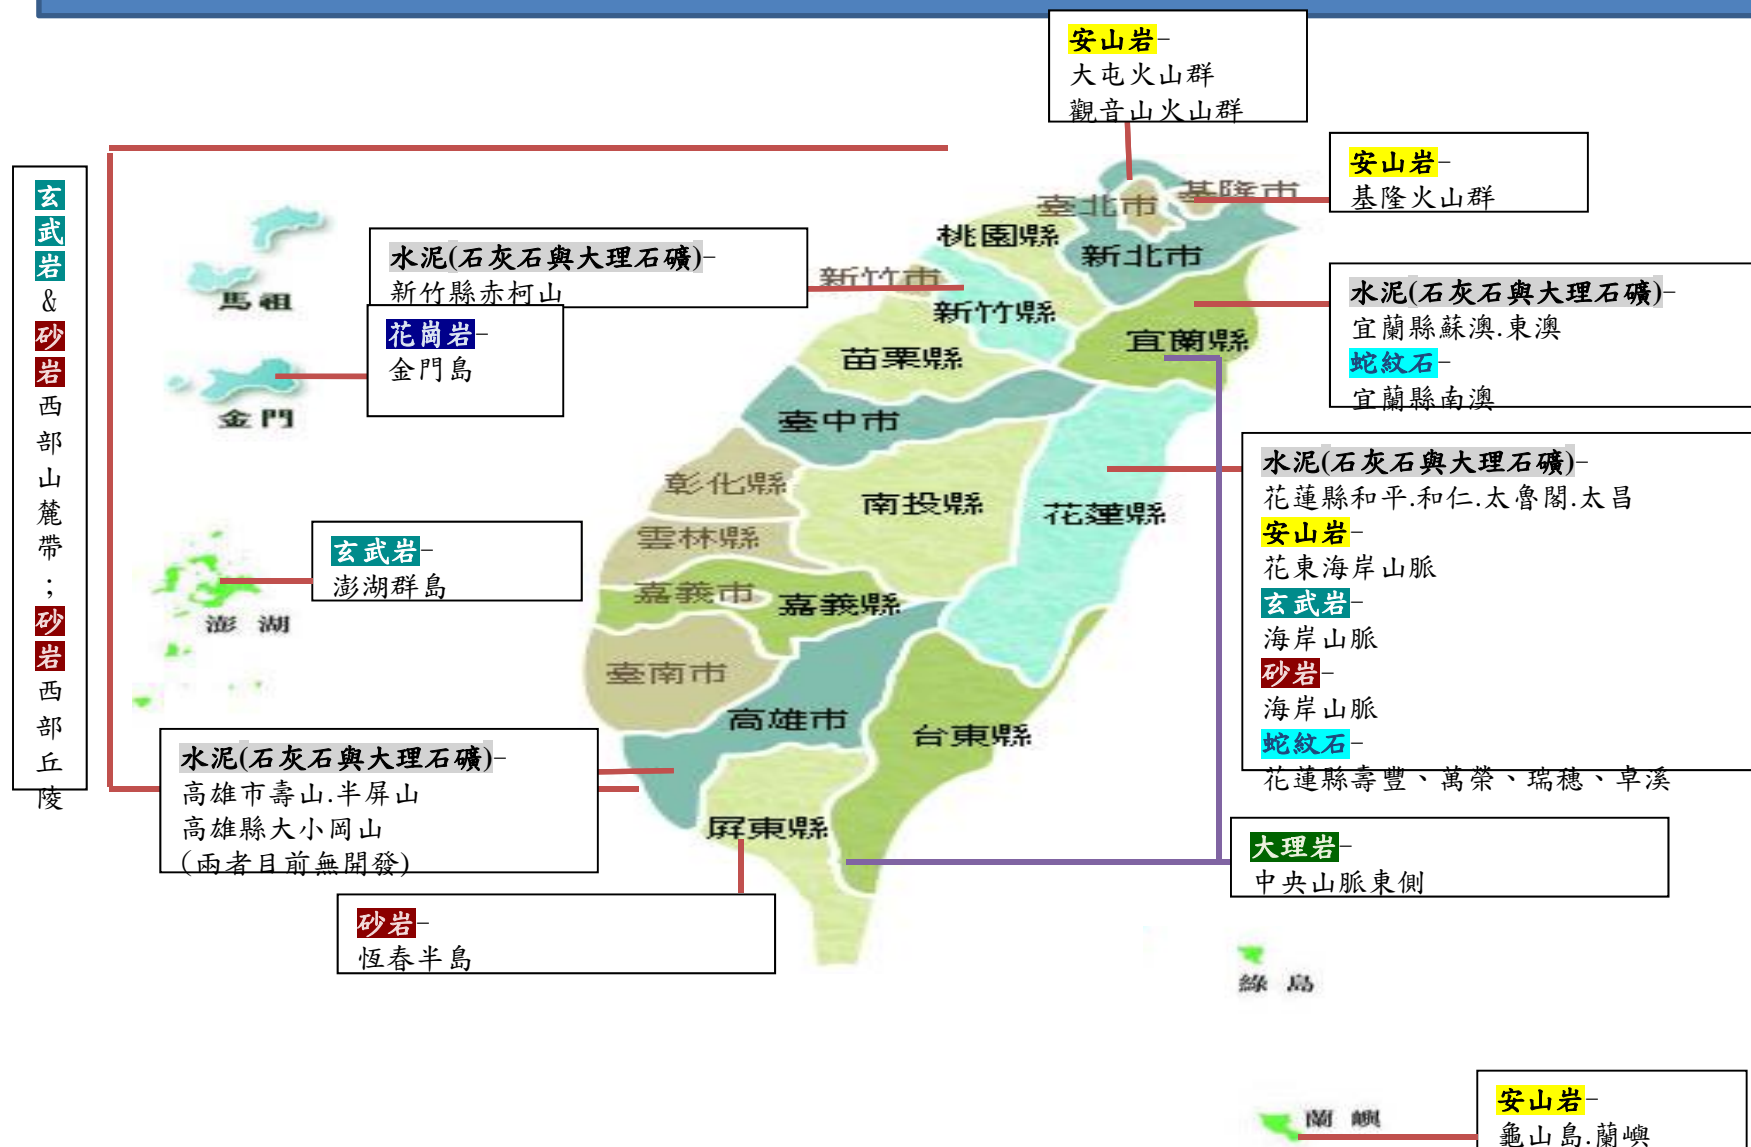 安山岩-
大屯火山群
觀音山火山群
安山岩-
基隆火山群
玄武岩&砂岩西部山麓帶;砂岩西部丘陵
水泥(石灰石與大理石礦)-
新竹縣赤柯山
花崗岩-
金門島
水泥(石灰石與大理石礦)-
宜蘭縣蘇澳.東澳
蛇紋石-
宜蘭縣南澳
水泥(石灰石與大理石礦)-
花蓮縣和平.和仁.太魯閣.太昌
安山岩-
花東海岸山脈
玄武岩-
海岸山脈
砂岩-
海岸山脈
蛇紋石-
花蓮縣壽豐、萬榮、瑞穗、卓溪
玄武岩-
澎湖群島
水泥(石灰石與大理石礦)-
高雄市壽山.半屏山
高雄縣大小岡山
(兩者目前無開發)
砂岩-
恆春半島
大理岩-
中央山脈東側
安山岩-
龜山島.蘭嶼
馬祖
金門
澎湖
基隆市
臺北市
桃園縣
新北市
新竹市
新竹縣
宜蘭縣
苗栗縣
臺中市
彰化縣
南投縣
花蓮縣
雲林縣
嘉義市
嘉義縣
臺南市
高雄市
台東縣
屏東縣
綠島
蘭嶼